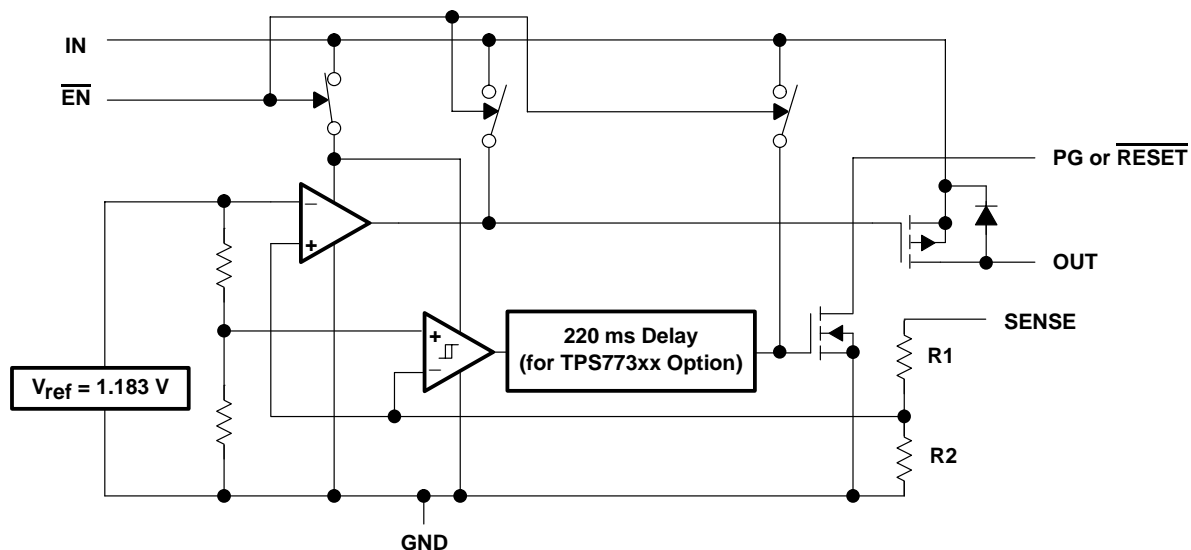 IN
EN
PG or RESET
OUT
SENSE
220 ms Delay
(for TPS773xx Option)
R1
Vref = 1.183 V
R2
GND